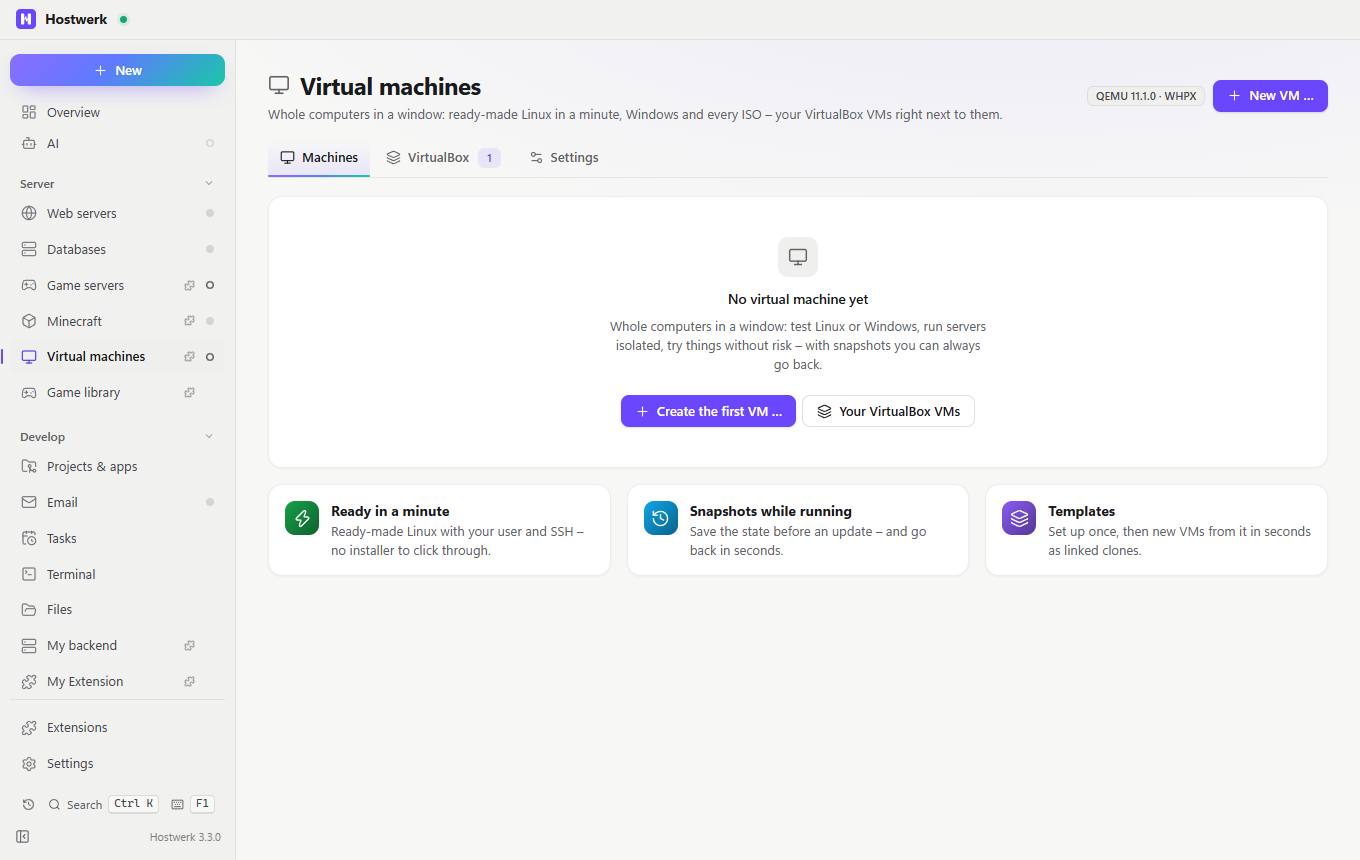 Hostwerk
New
Overview
AI
Server
Web servers
Databases
Game servers
Minecraft
Virtual machines
Game library
Develop
Projects & apps
Email
Tasks
Terminal
Files
My backend
My Extension
Extensions
Settings
Search Ctrl K F1
Hostwerk 3.3.0
Virtual machines
Whole computers in a window: ready-made Linux in a minute, Windows and every ISO – your VirtualBox VMs right next to them.
QEMU 11.1.0 · WHPX
New VM ...
Machines
VirtualBox 1
Settings
No virtual machine yet
Whole computers in a window: test Linux or Windows, run servers
isolated, try things without risk – with snapshots you can always
go back.
Create the first VM ...
Your VirtualBox VMs
Ready in a minute
Ready-made Linux with your user and SSH –
no installer to click through.
Snapshots while running
Save the state before an update – and go
back in seconds.
Templates
Set up once, then new VMs from it in seconds
as linked clones.